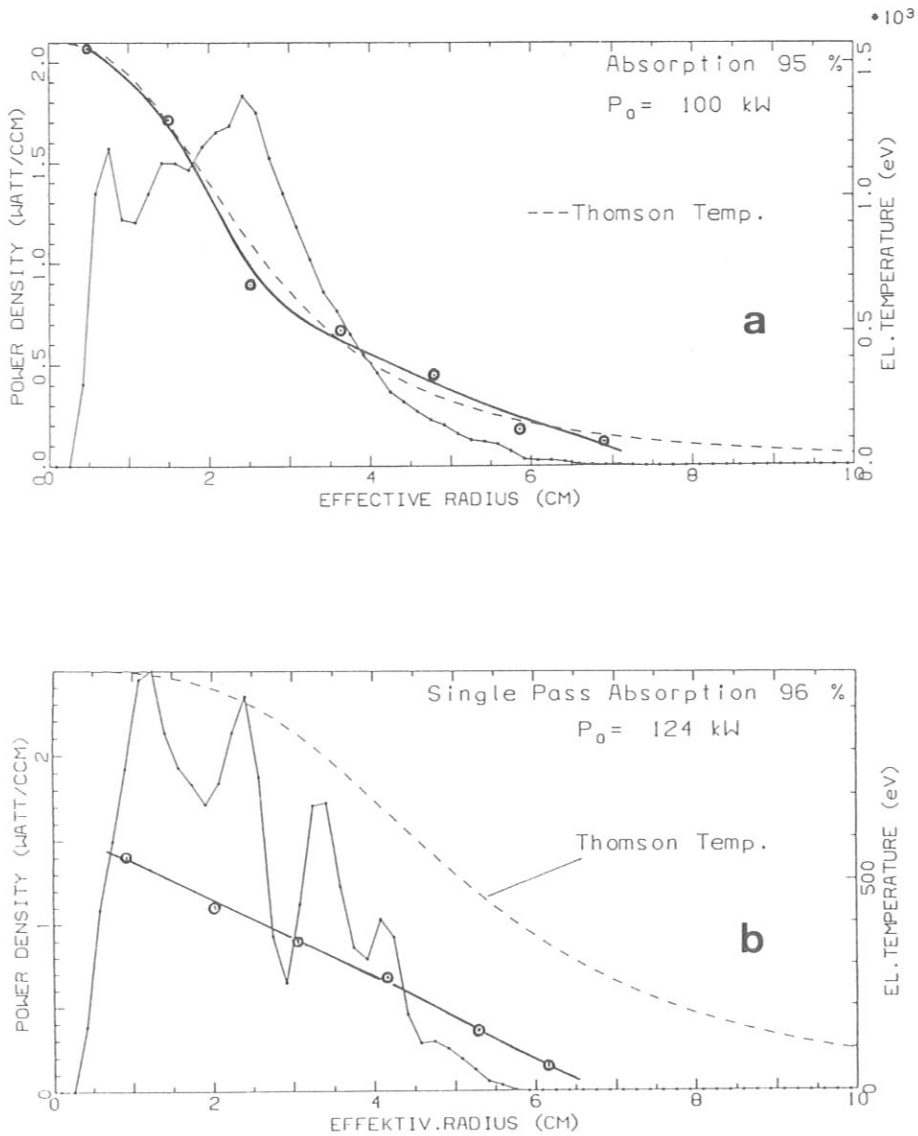 *10³
Absorption 95 %
P₀= 100 kW
---Thomson Temp.
a
POWER DENSITY (WATT/CCM)
0.0 0.5 1.0 1.5 2.0
EL.TEMPERATURE (eV)
0.0 0.5 1.0 1.5
0 2 4 6 8 10
EFFECTIVE RADIUS (CM)
Single Pass Absorption 96 %
P₀= 124 kW
Thomson Temp.
b
POWER DENSITY (WATT/CCM)
0 1 2
EL.TEMPERATURE (eV)
0 500
0 2 4 6 8 10
EFFEKTIV.RADIUS (CM)